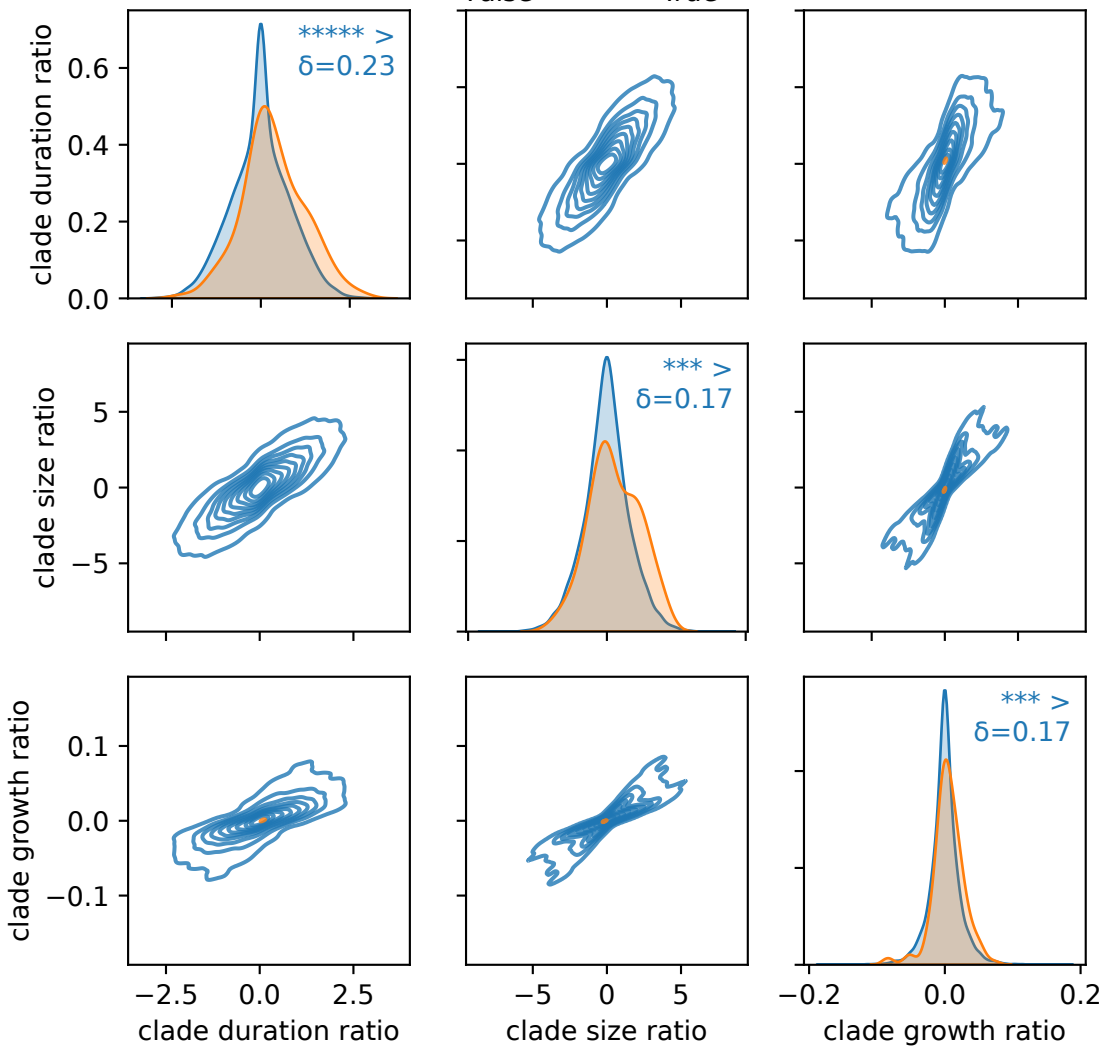 ***** >
δ=0.23
clade duration ratio
0.6
0.4
0.2
0.0
*** >
δ=0.17
clade size ratio
5
0
−5
*** >
δ=0.17
clade growth ratio
0.1
0.0
−0.1
−2.5 0.0 2.5
−5 0 5
−0.2 0.0 0.2
clade duration ratio
clade size ratio
clade growth ratio